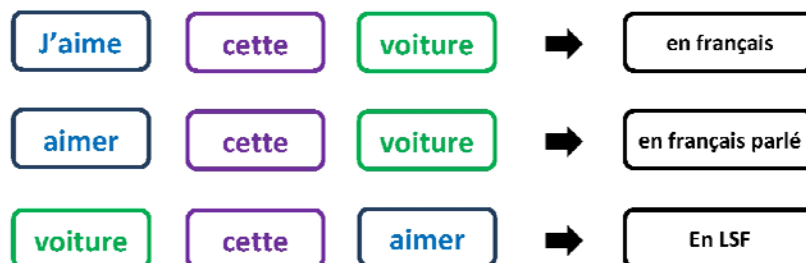 J'aime cette voiture en français
aimer cette voiture en français parlé
voiture cette aimer En LSF